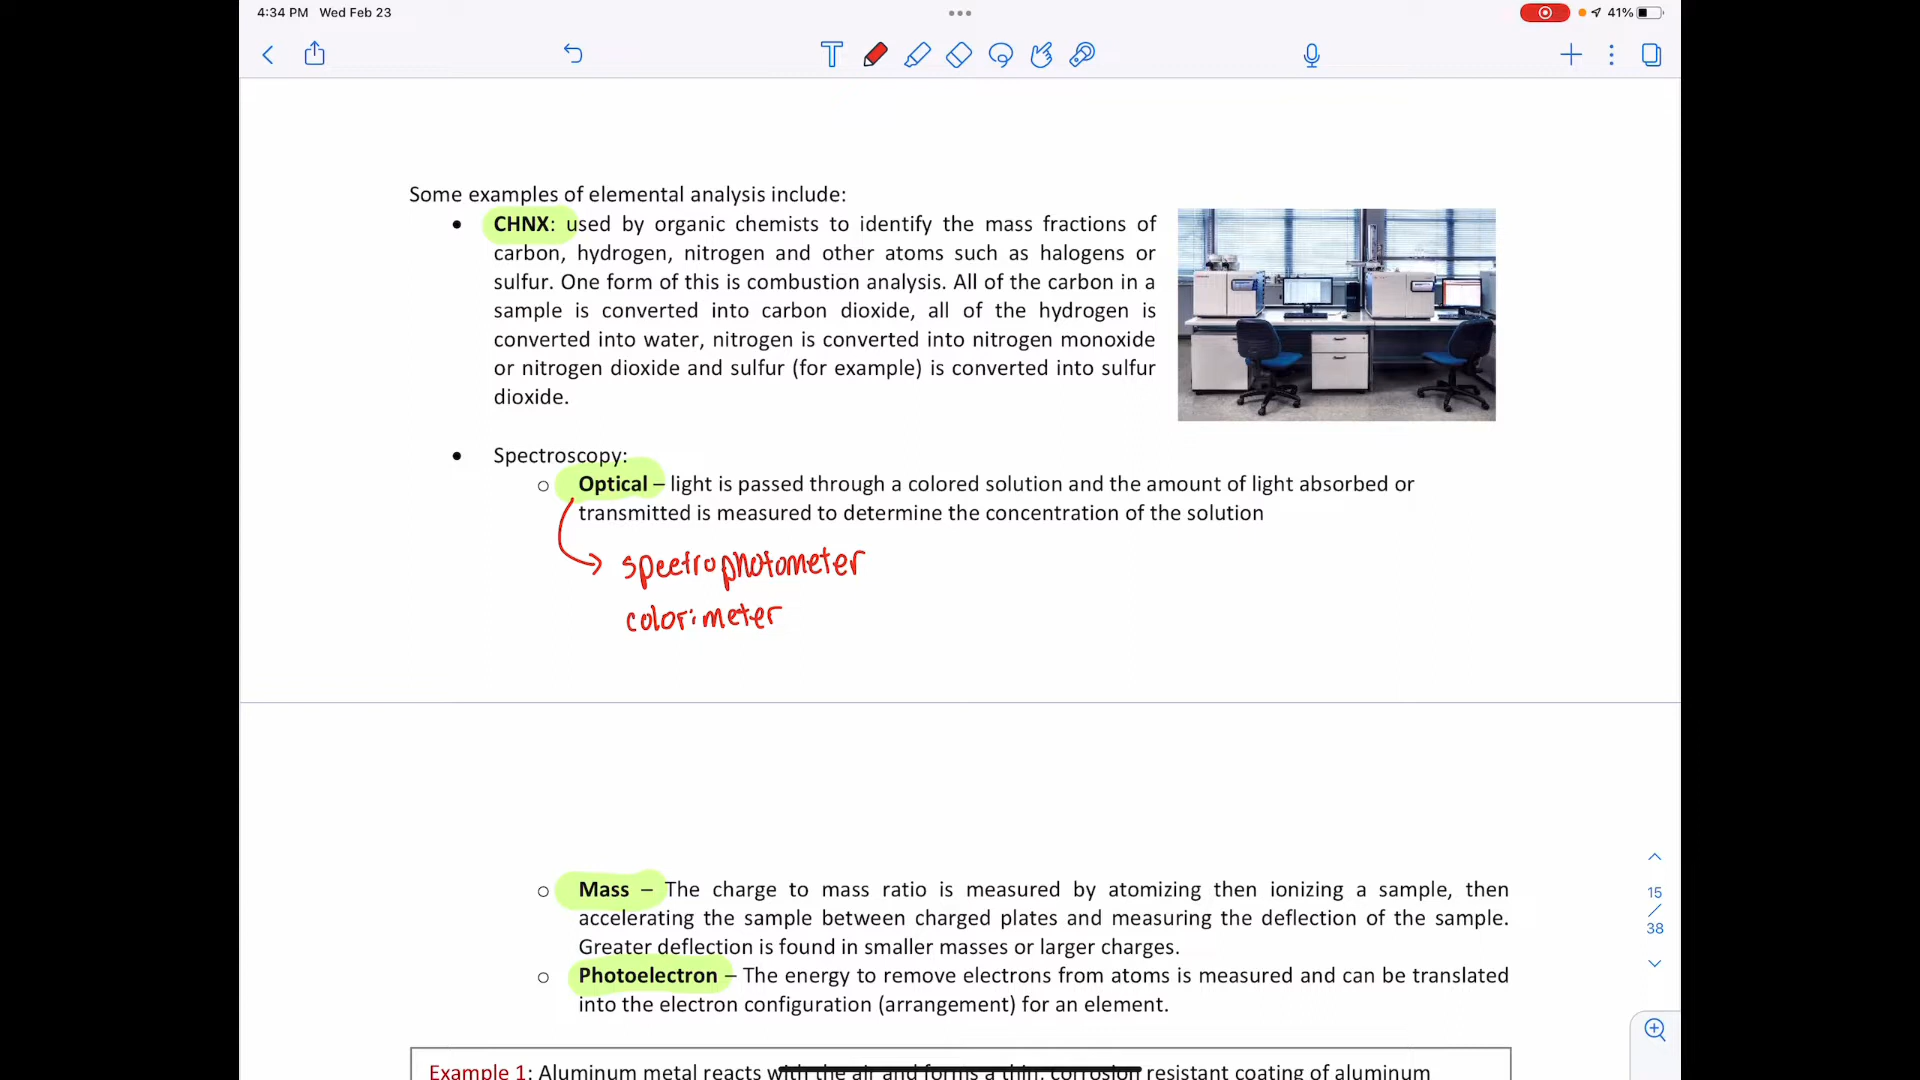 4:34 PM Wed Feb 23
41%
Some examples of elemental analysis include:
• CHNX: used by organic chemists to identify the mass fractions of
carbon, hydrogen, nitrogen and other atoms such as halogens or
sulfur. One form of this is combustion analysis. All of the carbon in a
sample is converted into carbon dioxide, all of the hydrogen is
converted into water, nitrogen is converted into nitrogen monoxide
or nitrogen dioxide and sulfur (for example) is converted into sulfur
dioxide.
• Spectroscopy:
o Optical – light is passed through a colored solution and the amount of light absorbed or
transmitted is measured to determine the concentration of the solution
spectrophotometer
colorimeter
o Mass – The charge to mass ratio is measured by atomizing then ionizing a sample, then
accelerating the sample between charged plates and measuring the deflection of the sample.
Greater deflection is found in smaller masses or larger charges.
o Photoelectron – The energy to remove electrons from atoms is measured and can be translated
into the electron configuration (arrangement) for an element.
15
/
38
Example 1: Aluminum metal reacts with the air and forms a thin, corrosion resistant coating of aluminum